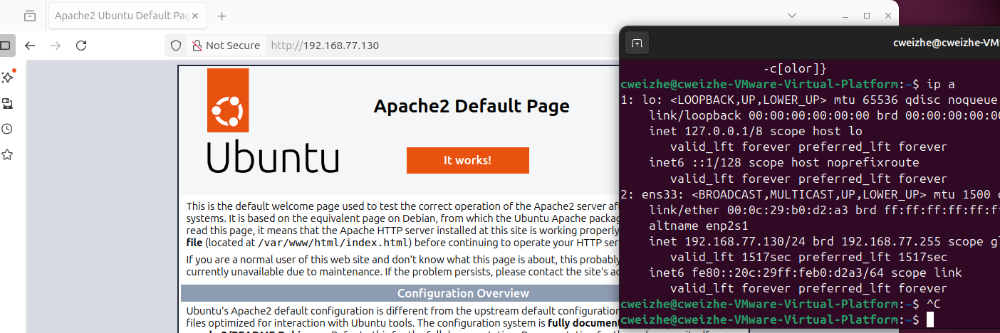 Apache2 Ubuntu Default Pag
Not Secure http://192.168.77.130
Ubuntu
Apache2 Default Page
It works!
This is the default welcome page used to test the correct operation of the Apache2 server aft
systems. It is based on the equivalent page on Debian, from which the Ubuntu Apache packag
read this page, it means that the Apache HTTP server installed at this site is working properly
file (located at /var/www/html/index.html) before continuing to operate your HTTP ser
If you are a normal user of this web site and don't know what this page is about, this probably
currently unavailable due to maintenance. If the problem persists, please contact the site's ad
Configuration Overview
Ubuntu's Apache2 default configuration is different from the upstream default configuration
files optimized for interaction with Ubuntu tools. The configuration system is fully document
cweizhe@cweizhe-VM
-c[olor]}
cweizhe@cweizhe-VMware-Virtual-Platform:~$ ip a
1: lo: <LOOPBACK,UP,LOWER_UP> mtu 65536 qdisc noqueue
link/loopback 00:00:00:00:00:00 brd 00:00:00:00:00
inet 127.0.0.1/8 scope host lo
valid_lft forever preferred_lft forever
inet6 ::1/128 scope host noprefixroute
valid_lft forever preferred_lft forever
2: ens33: <BROADCAST,MULTICAST,UP,LOWER_UP> mtu 1500
link/ether 00:0c:29:b0:d2:a3 brd ff:ff:ff:ff:ff:f
altname enp2s1
inet 192.168.77.130/24 brd 192.168.77.255 scope gl
valid_lft 1517sec preferred_lft 1517sec
inet6 fe80::20c:29ff:feb0:d2a3/64 scope link
valid_lft forever preferred_lft forever
cweizhe@cweizhe-VMware-Virtual-Platform:~$ ^C
cweizhe@cweizhe-VMware-Virtual-Platform:~$